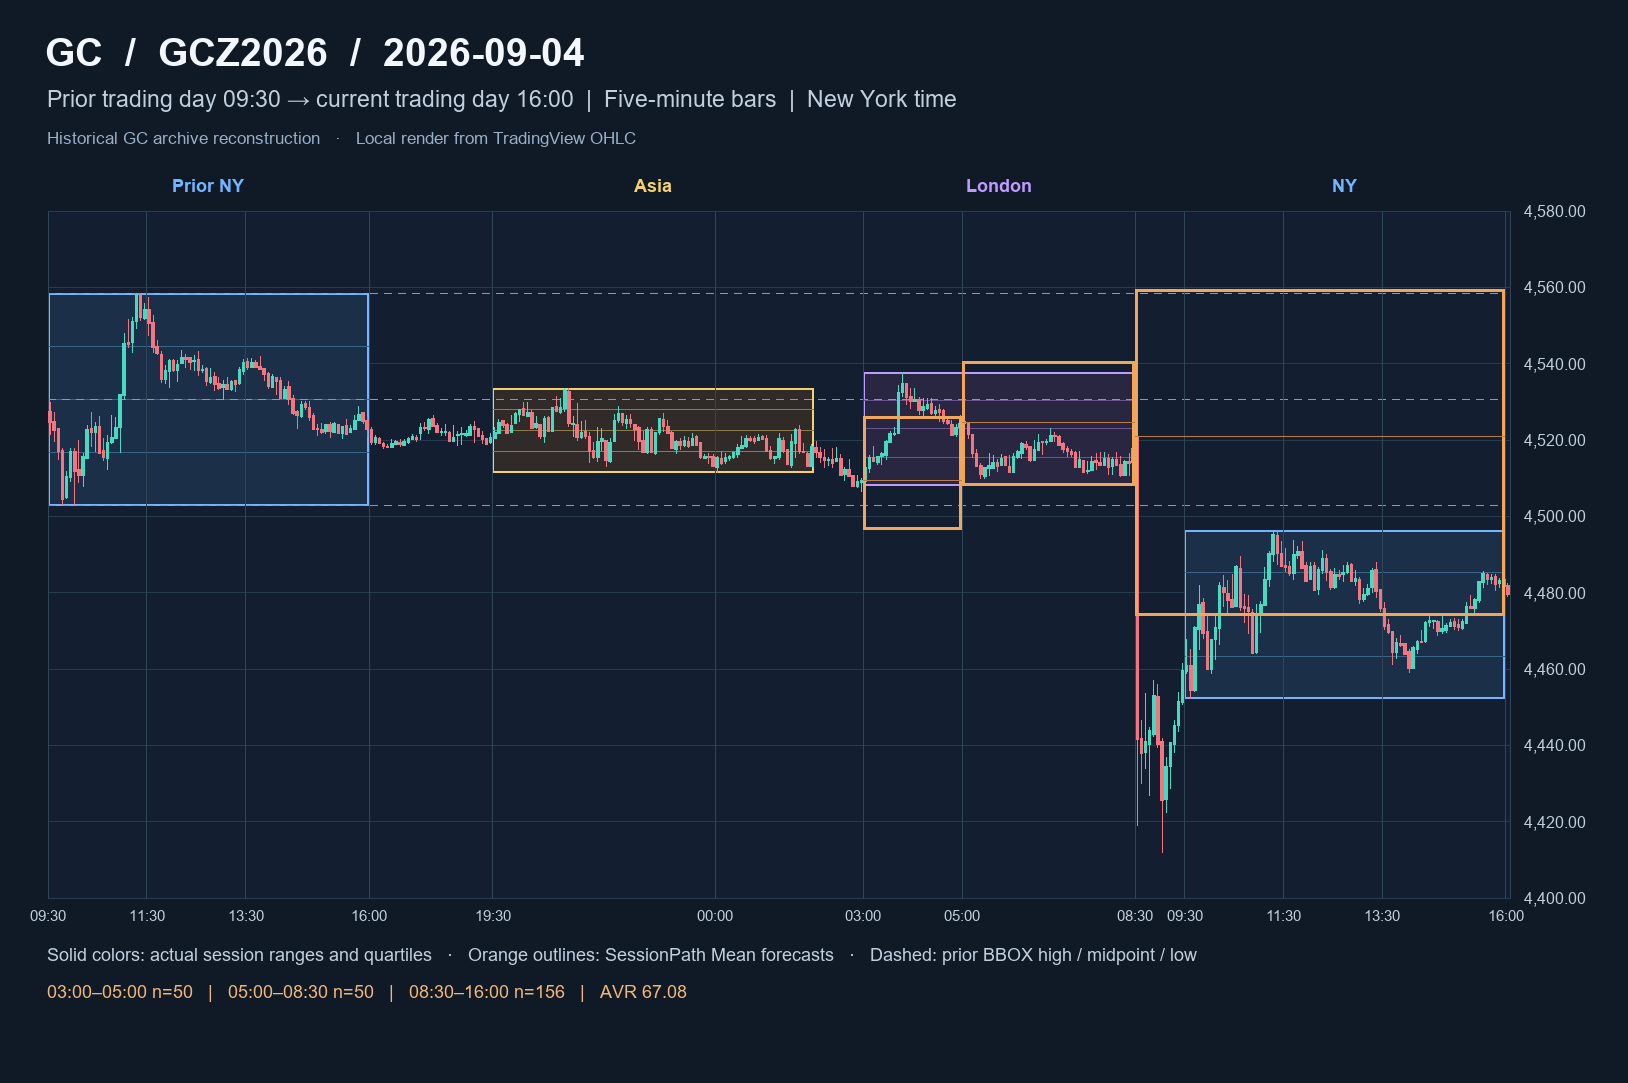 GC / GCZ2026 / 2026-09-04
Prior trading day 09:30 → current trading day 16:00 | Five-minute bars | New York time
Historical GC archive reconstruction · Local render from TradingView OHLC
Prior NY Asia London NY
4,580.00
4,560.00
4,540.00
4,520.00
4,500.00
4,480.00
4,460.00
4,440.00
4,420.00
4,400.00
09:30 11:30 13:30 16:00 19:30 00:00 03:00 05:00 08:30 09:30 11:30 13:30 16:00
Solid colors: actual session ranges and quartiles · Orange outlines: SessionPath Mean forecasts · Dashed: prior BBOX high / midpoint / low
03:00–05:00 n=50 | 05:00–08:30 n=50 | 08:30–16:00 n=156 | AVR 67.08